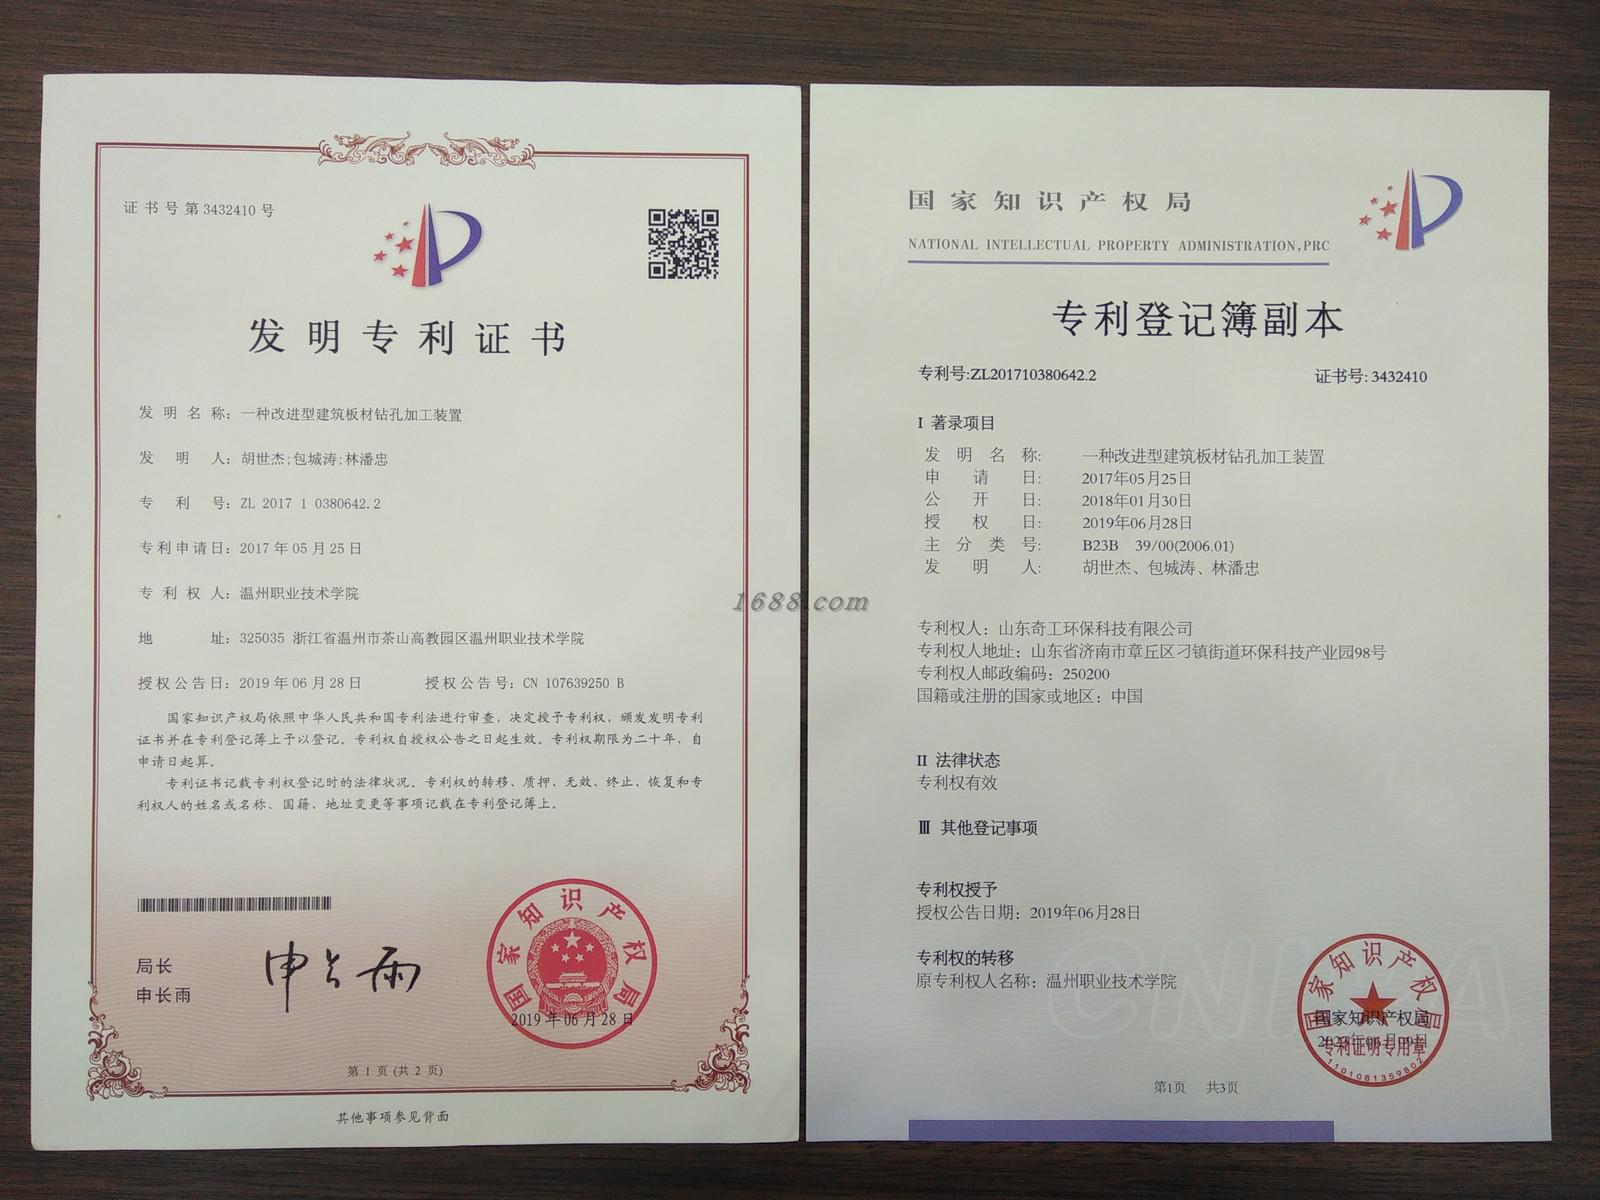 证书号第3432410号
发明专利证书
发明名称：一种改进型建筑板材钻孔加工装置
发明人：胡世杰;包城涛;林潘忠
专利号：ZL 2017 1 0380642.2
专利申请日：2017年05月25日
专利权人：温州职业技术学院
地址：325035 浙江省温州市茶山高教园区温州职业技术学院
授权公告日：2019年06月28日 授权公告号：CN 107639250 B
国家知识产权局依照中华人民共和国专利法进行审查，决定授予专利权，颁发发明专利
证书并在专利登记簿上予以登记。专利权自授权公告之日起生效。专利权期限为二十年，自
申请日起算。
专利证书记载专利权登记时的法律状况。专利权的转移、质押、无效、终止、恢复和专
利权人的姓名或名称、国籍、地址变更等事项记载在专利登记簿上。
局长
申长雨
申长雨
国家知识产权局
2019年06月28日
第 1 页 (共 2 页)
其他事项参见背面
1688.com
国家知识产权局
NATIONAL INTELLECTUAL PROPERTY ADMINISTRATION,PRC
专利登记簿副本
专利号:ZL201710380642.2 证书号: 3432410
I 著录项目
发明名称: 一种改进型建筑板材钻孔加工装置
申请日: 2017年05月25日
公开日: 2018年01月30日
授权日: 2019年06月28日
主分类号: B23B 39/00(2006.01)
发明人: 胡世杰、包城涛、林潘忠
专利权人：山东奇工环保科技有限公司
专利权人地址：山东省济南市章丘区刁镇街道环保科技产业园98号
专利权人邮政编码：250200
国籍或注册的国家或地区：中国
II 法律状态
专利权有效
III 其他登记事项
专利权授予
授权公告日期：2019年06月28日
专利权的转移
原专利权人名称：温州职业技术学院
国家知识产权局
国家知识产权局
专利证明专用章
第1页 共3页